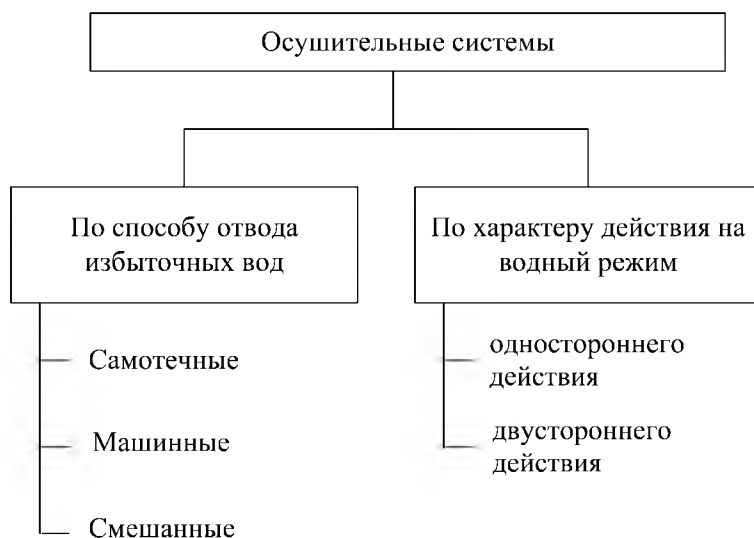 Осушительные системы
По способу отвода
избыточных вод
Самотечные
Машинные
Смешанные
По характеру действия на
водный режим
одностороннего
действия
двустороннего
действия